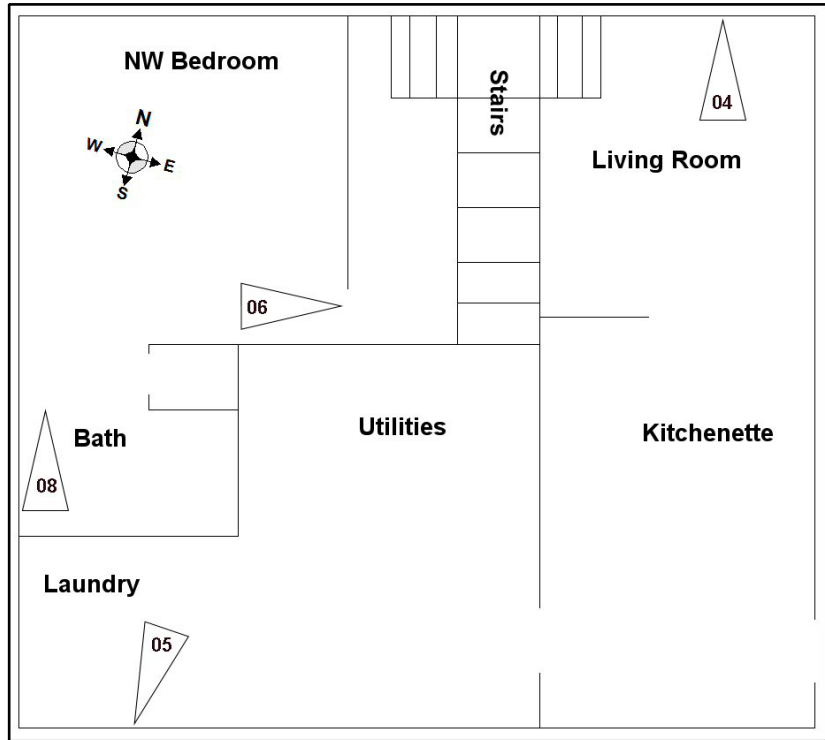 NW Bedroom
N
W
E
S
Stairs
04
Living Room
06
Bath
Utilities
Kitchenette
08
Laundry
05